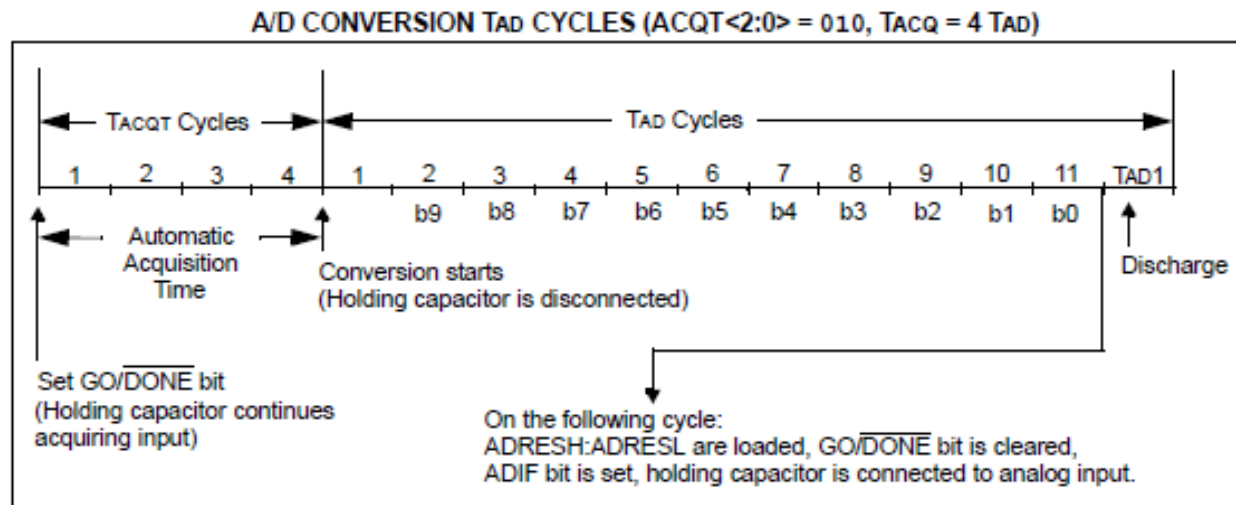 A/D CONVERSION TAD CYCLES (ACQT<2:0> = 010, TACQ = 4 TAD)
TACQT Cycles
TAD Cycles
1 2 3 4 1 2 3 4 5 6 7 8 9 10 11 TAD1
b9 b8 b7 b6 b5 b4 b3 b2 b1 b0
Automatic
Acquisition
Time
Conversion starts
(Holding capacitor is disconnected)
Discharge
Set GO/DONE bit
(Holding capacitor continues
acquiring input)
On the following cycle:
ADRESH:ADRESL are loaded, GO/DONE bit is cleared,
ADIF bit is set, holding capacitor is connected to analog input.